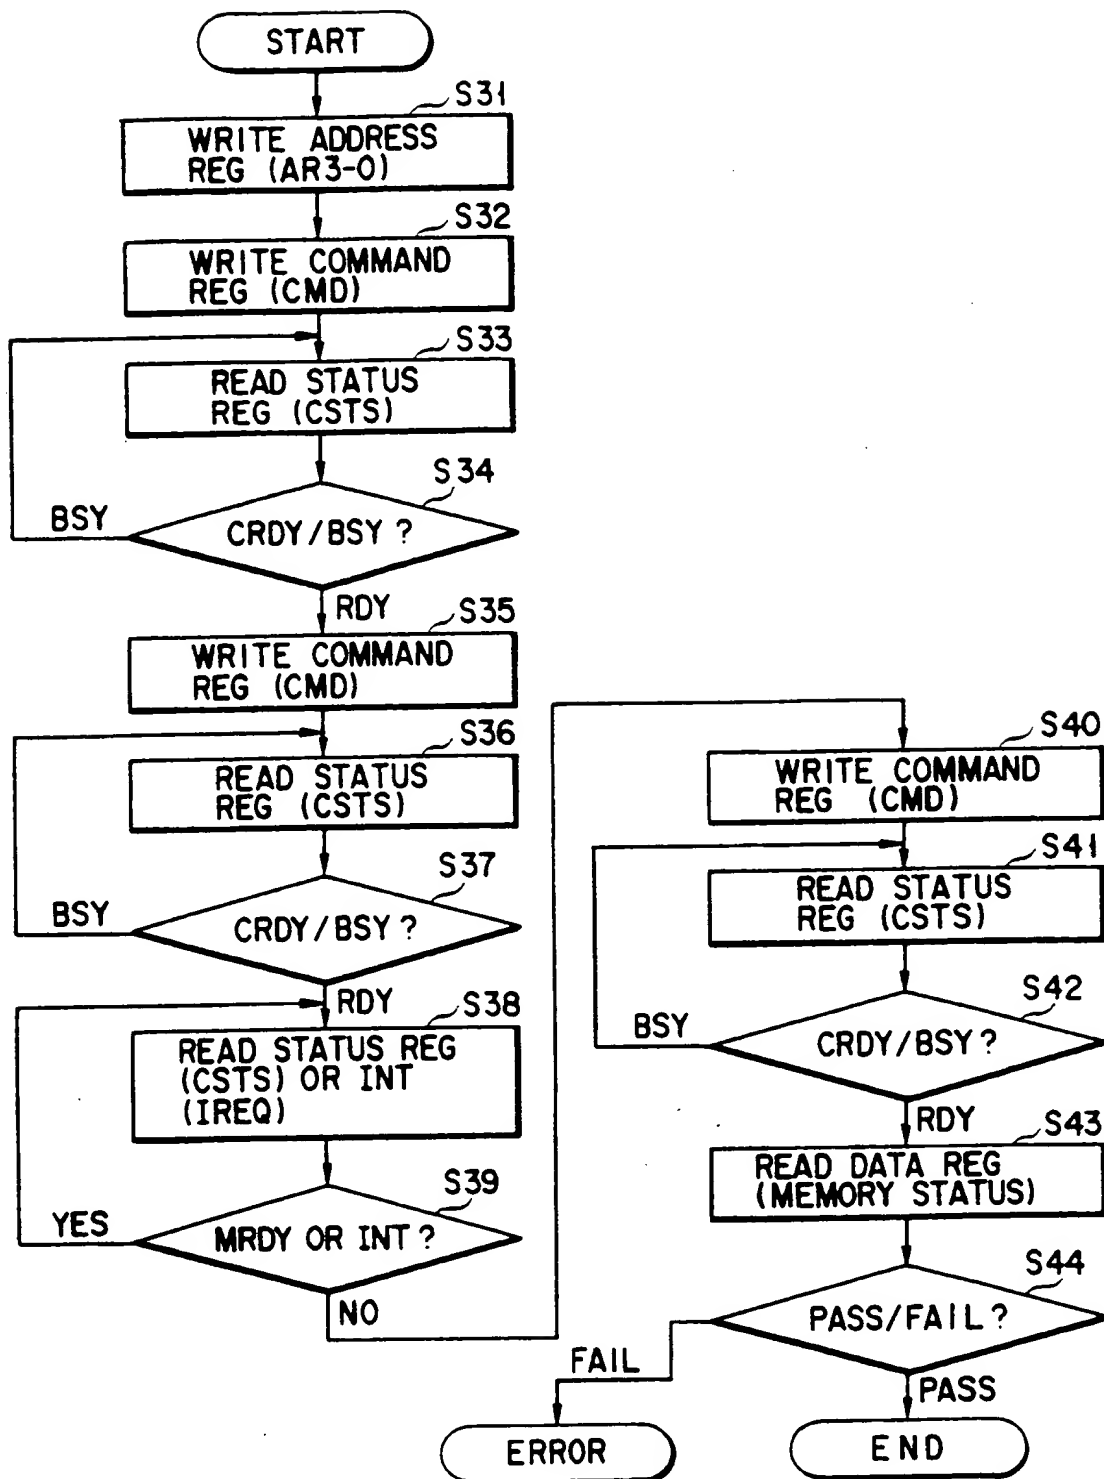 START
S31
WRITE ADDRESS
REG (AR3-0)
S32
WRITE COMMAND
REG (CMD)
S33
READ STATUS
REG (CSTS)
S34
BSY
CRDY/BSY ?
RDY
S35
WRITE COMMAND
REG (CMD)
S36
READ STATUS
REG (CSTS)
S37
BSY
CRDY/BSY ?
RDY
S38
READ STATUS REG
(CSTS) OR INT
(IREQ)
S39
YES
MRDY OR INT ?
NO
S40
WRITE COMMAND
REG (CMD)
S41
READ STATUS
REG (CSTS)
S42
BSY
CRDY/BSY ?
RDY
S43
READ DATA REG
(MEMORY STATUS)
S44
PASS/FAIL ?
FAIL
PASS
ERROR
END